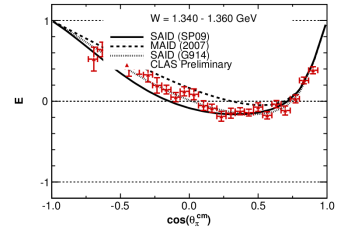 W = 1.340 - 1.360 GeV
SAID (SP09)
MAID (2007)
SAID (G914)
CLAS Preliminary
1
0
-1
E
-1.0 -0.5 0.0 0.5 1.0
cos(θπcm)